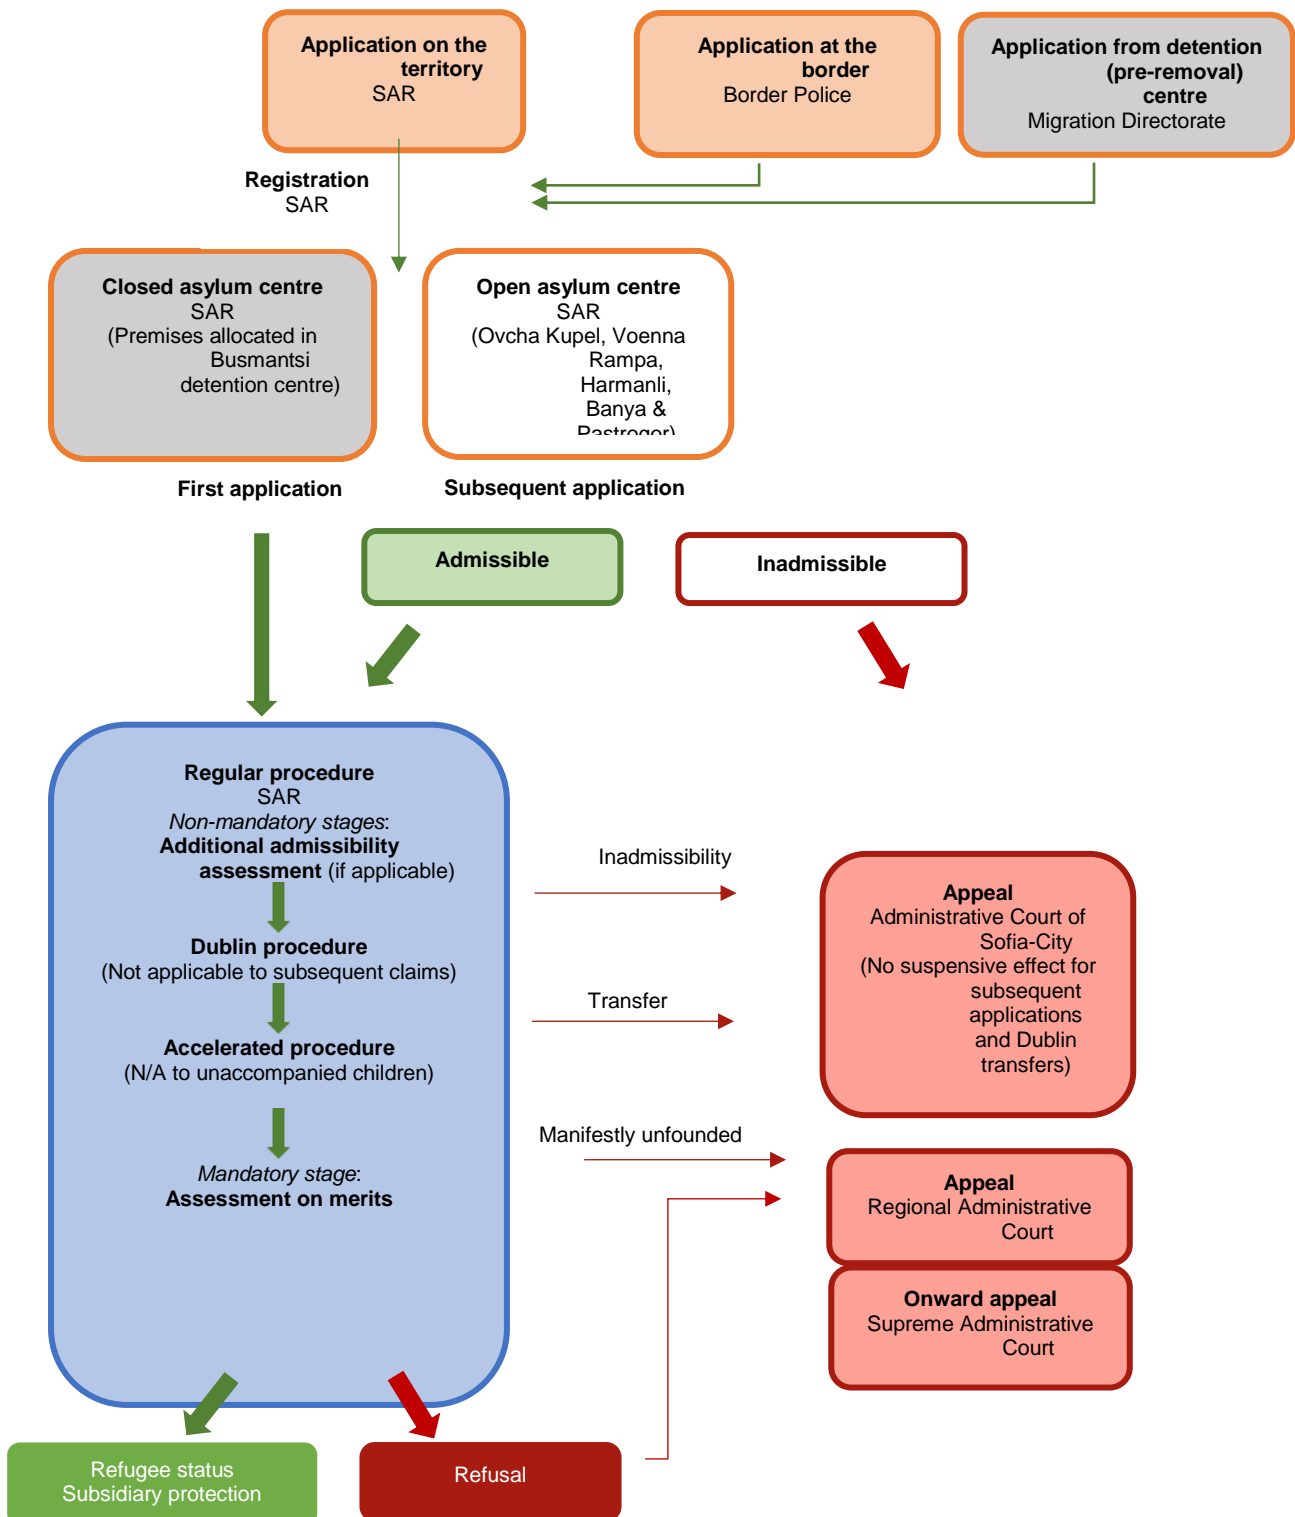 Application on the
territory
SAR
Application at the
border
Border Police
Application from detention
(pre-removal)
centre
Migration Directorate
Registration
SAR
Closed asylum centre
SAR
(Premises allocated in
Busmantsi
detention centre)
Open asylum centre
SAR
(Ovcha Kupel, Voenna
Rampa,
Harmanli,
Banya &
Pastrogor)
First application
Subsequent application
Admissible
Inadmissible
Regular procedure
SAR
Non-mandatory stages:
Additional admissibility
assessment (if applicable)
Dublin procedure
(Not applicable to subsequent claims)
Accelerated procedure
(N/A to unaccompanied children)
Mandatory stage:
Assessment on merits
Inadmissibility
Transfer
Manifestly unfounded
Appeal
Administrative Court of
Sofia-City
(No suspensive effect for
subsequent
applications
and Dublin
transfers)
Appeal
Regional Administrative
Court
Onward appeal
Supreme Administrative
Court
Refugee status
Subsidiary protection
Refusal